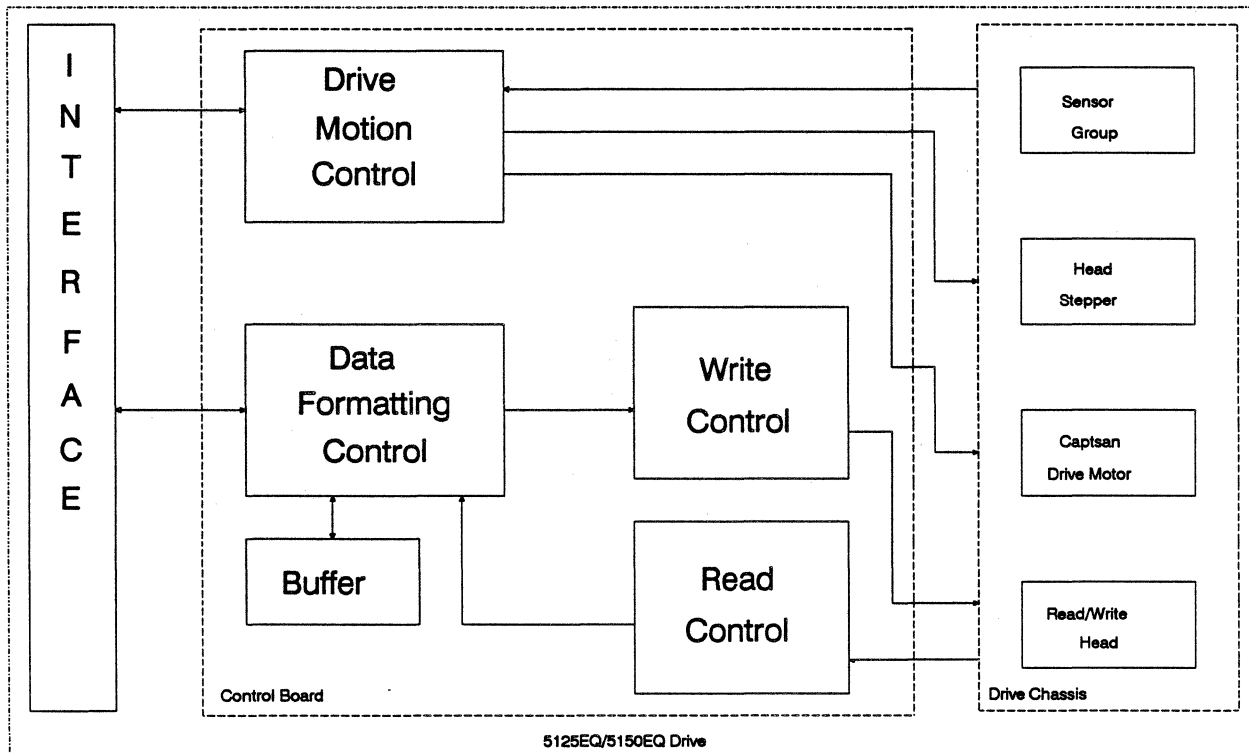 INTERFACE
Drive
Motion
Control
Data
Formatting
Control
Buffer
Write
Control
Read
Control
Control Board
Sensor
Group
Head
Stepper
Captsan
Drive Motor
Read/Write
Head
Drive Chassis
5125EQ/5150EQ Drive